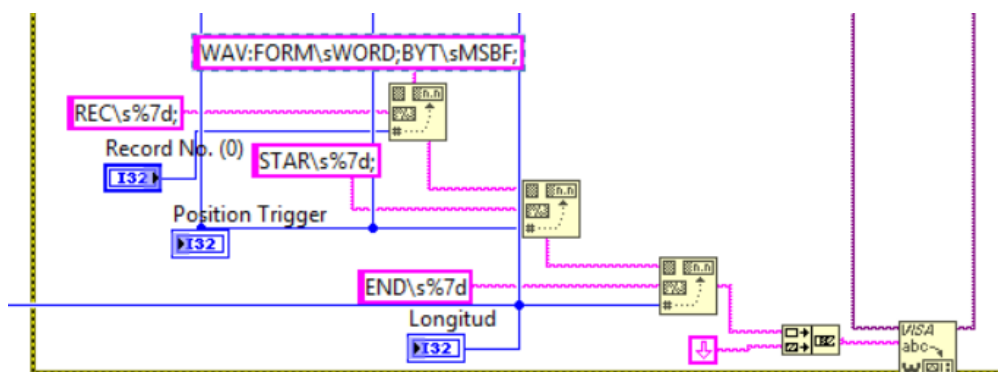 WAV:FORM\sWORD;BYT\sMSBF;
REC\s%7d;
Record No. (0)
I32
STAR\s%7d;
Position Trigger
I32
END\s%7d
Longitud
I32
VISA
abc
W
n.n
n.n
n.n
#
#
#